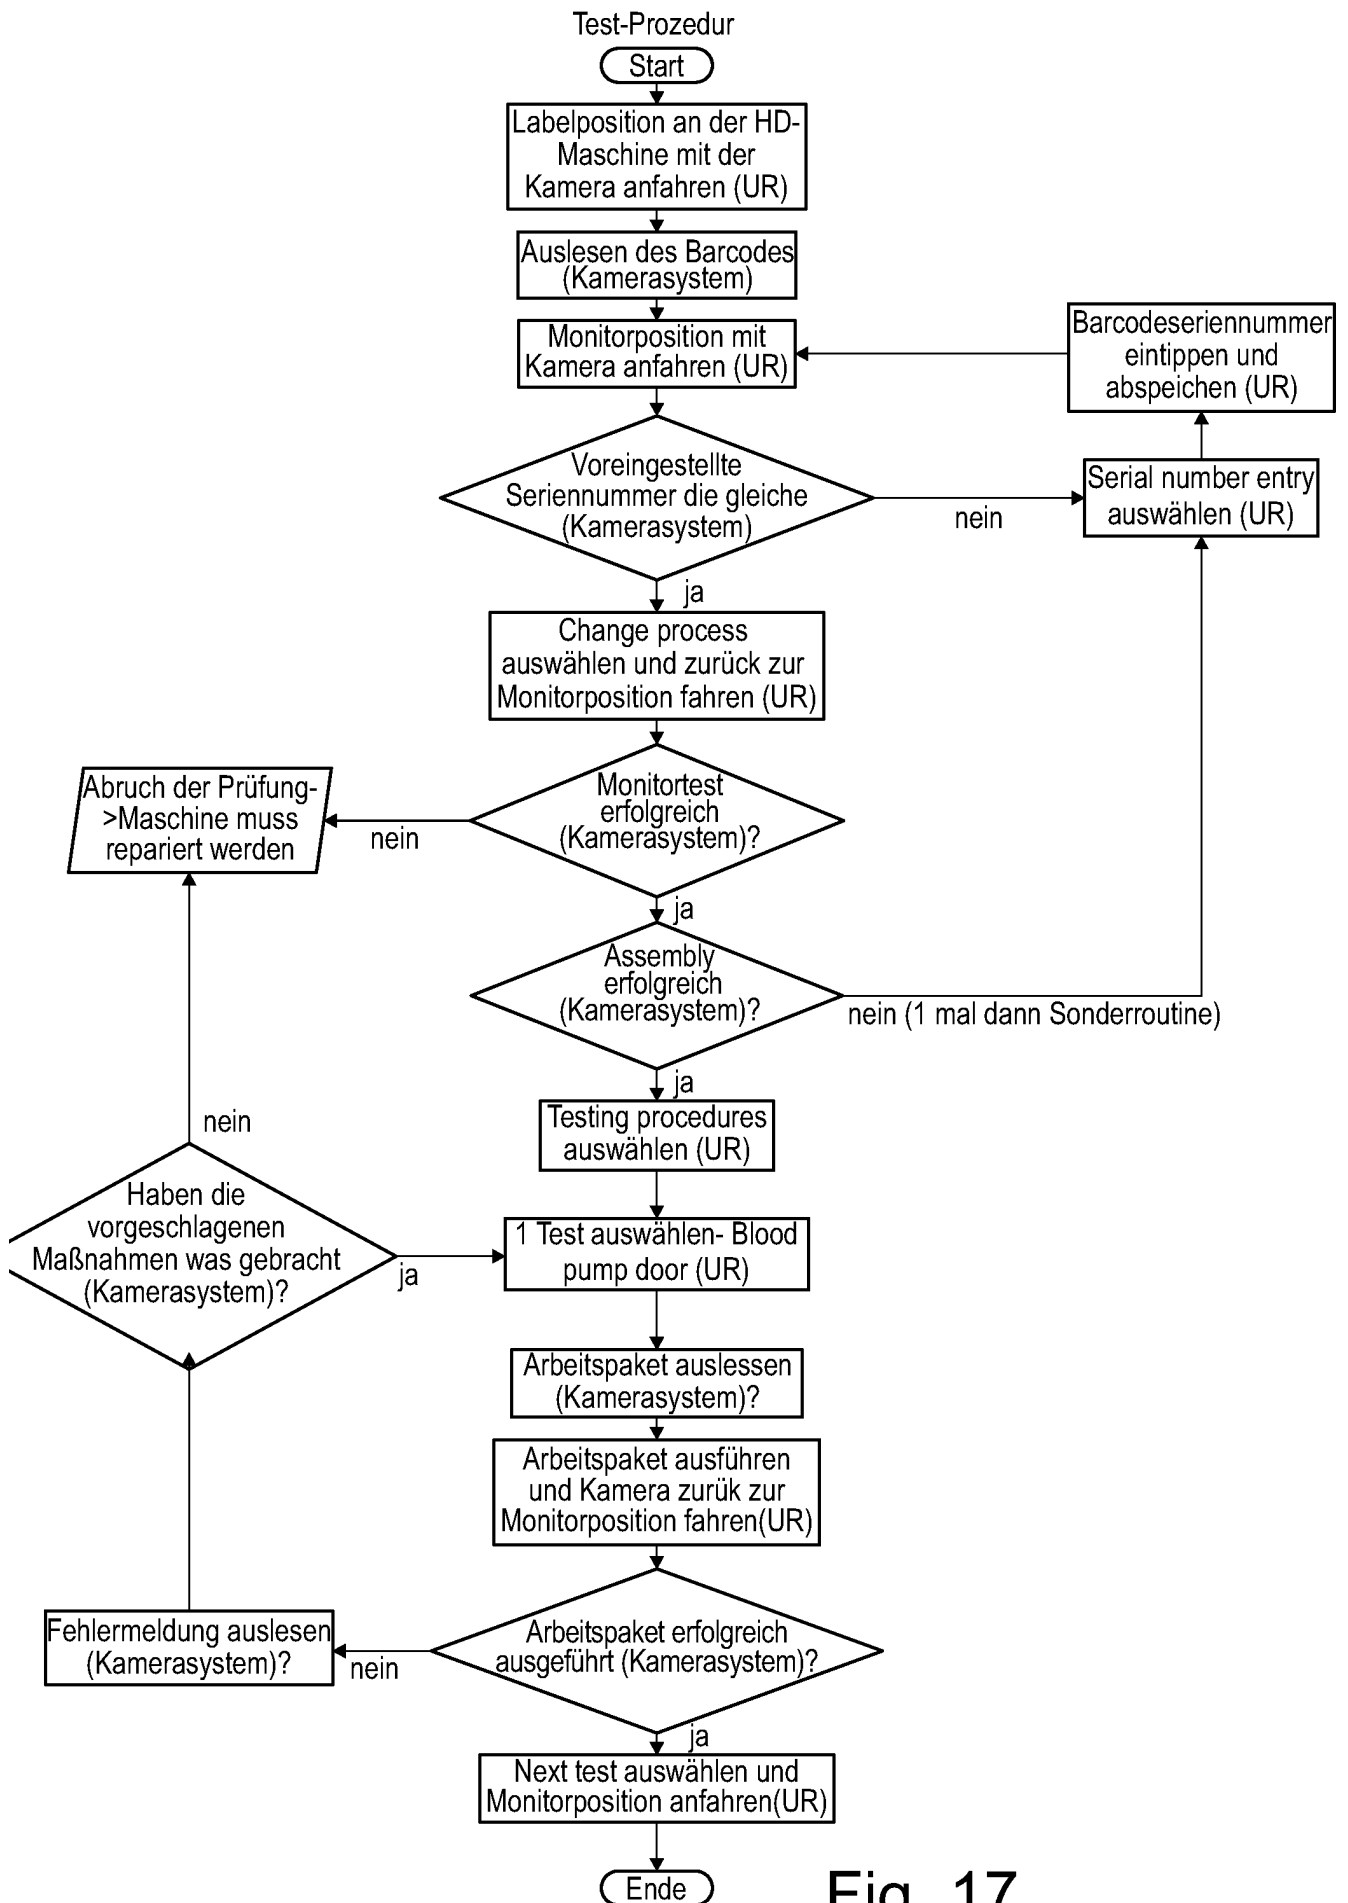 Test-Prozedur
Start
Labelposition an der HD-
Maschine mit der
Kamera anfahren (UR)
Auslesen des Barcodes
(Kamerasystem)
Monitorposition mit
Kamera anfahren (UR)
Barcodeseriennummer
eintippen und
abspeichen (UR)
Voreingestellte
Seriennummer die gleiche
(Kamerasystem)
nein
Serial number entry
auswählen (UR)
ja
Change process
auswählen und zurück zur
Monitorposition fahren (UR)
Monitortest
erfolgreich
(Kamerasystem)?
nein
Abruch der Prüfung-
>Maschine muss
repariert werden
ja
Assembly
erfolgreich
(Kamerasystem)?
nein (1 mal dann Sonderroutine)
ja
Testing procedures
auswählen (UR)
nein
Haben die
vorgeschlagenen
Maßnahmen was gebracht
(Kamerasystem)?
ja
1 Test auswählen- Blood
pump door (UR)
Arbeitspaket auslessen
(Kamerasystem)?
Arbeitspaket ausführen
und Kamera zurük zur
Monitorposition fahren(UR)
Arbeitspaket erfolgreich
ausgeführt (Kamerasystem)?
nein
Fehlermeldung auslesen
(Kamerasystem)?
ja
Next test auswählen und
Monitorposition anfahren(UR)
Ende
Fig. 17